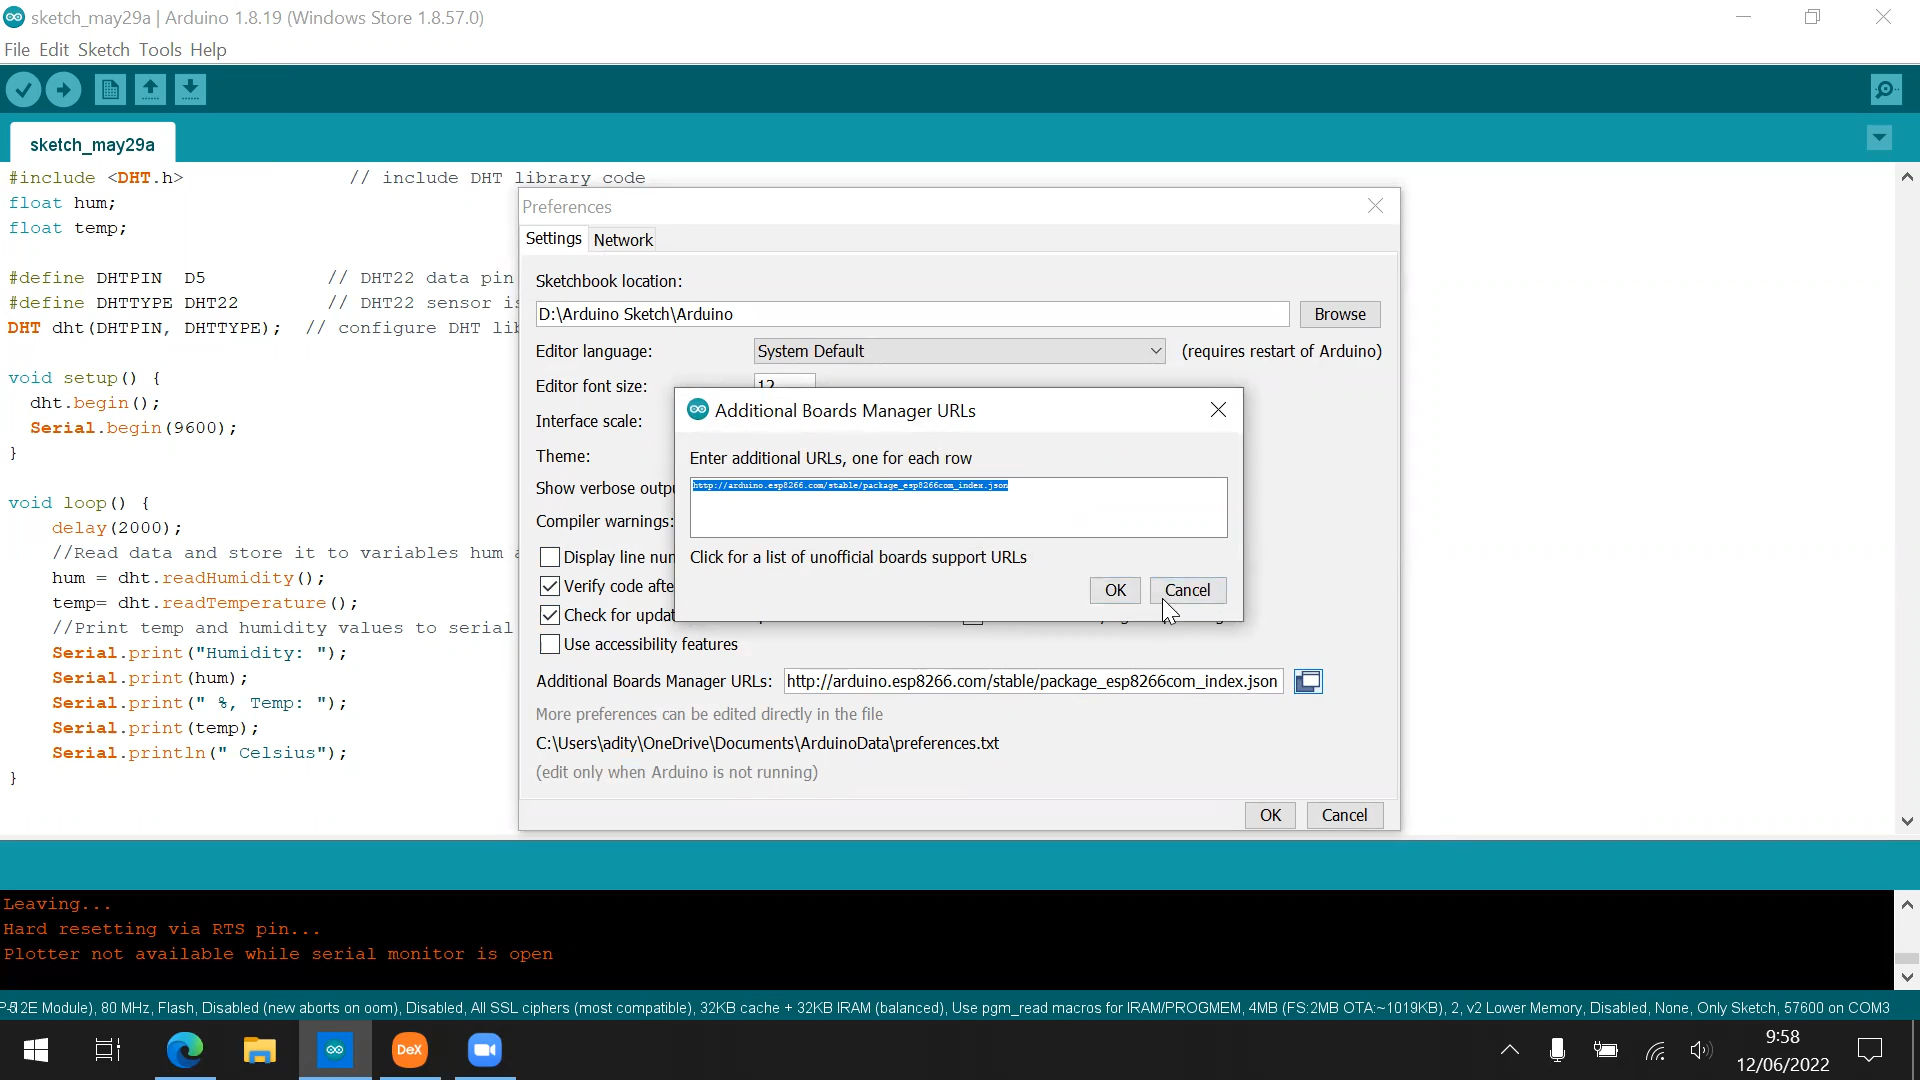 sketch_may29a | Arduino 1.8.19 (Windows Store 1.8.57.0)
File Edit Sketch Tools Help
sketch_may29a
#include <DHT.h> // include DHT library code
float hum;
float temp;
#define DHTPIN D5 // DHT22 data pin
#define DHTTYPE DHT22 // DHT22 sensor is
DHT dht(DHTPIN, DHTTYPE); // configure DHT lib
void setup() {
dht.begin();
Serial.begin(9600);
}
void loop() {
delay(2000);
//Read data and store it to variables hum a
hum = dht.readHumidity();
temp= dht.readTemperature();
//Print temp and humidity values to serial
Serial.print("Humidity: ");
Serial.print(hum);
Serial.print(" %, Temp: ");
Serial.print(temp);
Serial.println(" Celsius");
}
Preferences
Settings Network
Sketchbook location:
D:\Arduino Sketch\Arduino Browse
Editor language: System Default (requires restart of Arduino)
Editor font size: 12
Interface scale:
Theme:
Show verbose outpu
Compiler warnings:
Display line nun
Verify code afte
Check for updat
Use accessibility features
Additional Boards Manager URLs: http://arduino.esp8266.com/stable/package_esp8266com_index.json
More preferences can be edited directly in the file
C:\Users\adity\OneDrive\Documents\ArduinoData\preferences.txt
(edit only when Arduino is not running)
OK Cancel
Additional Boards Manager URLs
Enter additional URLs, one for each row
http://arduino.esp8266.com/stable/package_esp8266com_index.json
Click for a list of unofficial boards support URLs
OK Cancel
Leaving...
Hard resetting via RTS pin...
Plotter not available while serial monitor is open
12E Module), 80 MHz, Flash, Disabled (new aborts on oom), Disabled, All SSL ciphers (most compatible), 32KB cache + 32KB IRAM (balanced), Use pgm_read macros for IRAM/PROGMEM, 4MB (FS:2MB OTA:~1019KB), 2, v2 Lower Memory, Disabled, None, Only Sketch, 57600 on COM3
DeX
9:58
12/06/2022